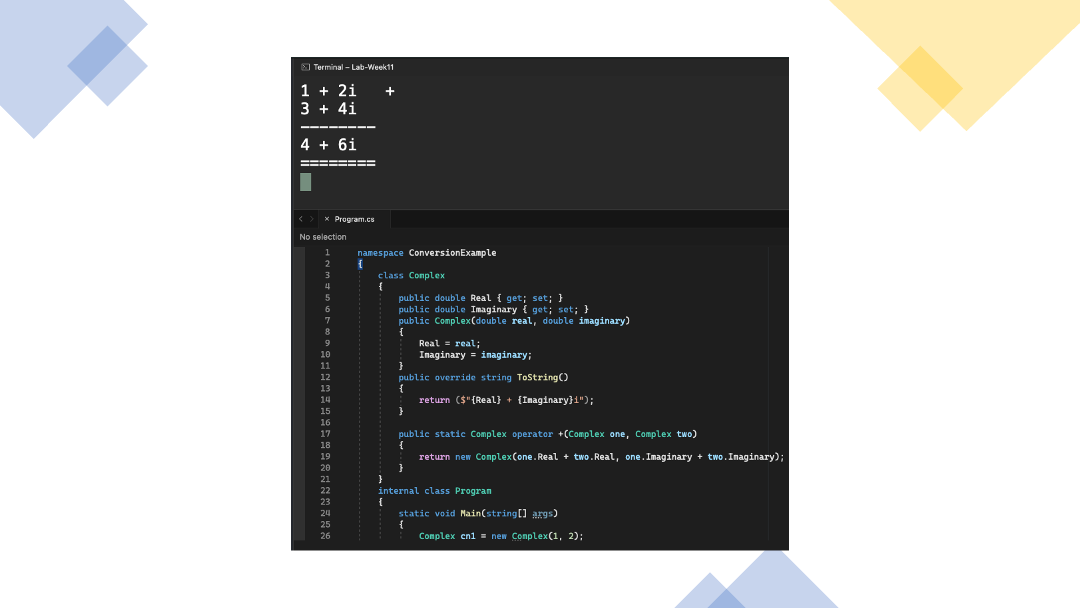 Terminal – Lab-Week11
1 + 2i   +
3 + 4i
--------
4 + 6i
========
Program.cs
No selection
1 namespace ConversionExample
2 {
3 class Complex
4 {
5 public double Real { get; set; }
6 public double Imaginary { get; set; }
7 public Complex(double real, double imaginary)
8 {
9 Real = real;
10 Imaginary = imaginary;
11 }
12 public override string ToString()
13 {
14 return ($"{Real} + {Imaginary}i");
15 }
16
17 public static Complex operator +(Complex one, Complex two)
18 {
19 return new Complex(one.Real + two.Real, one.Imaginary + two.Imaginary);
20 }
21 }
22 internal class Program
23 {
24 static void Main(string[] args)
25 {
26 Complex cn1 = new Complex(1, 2);